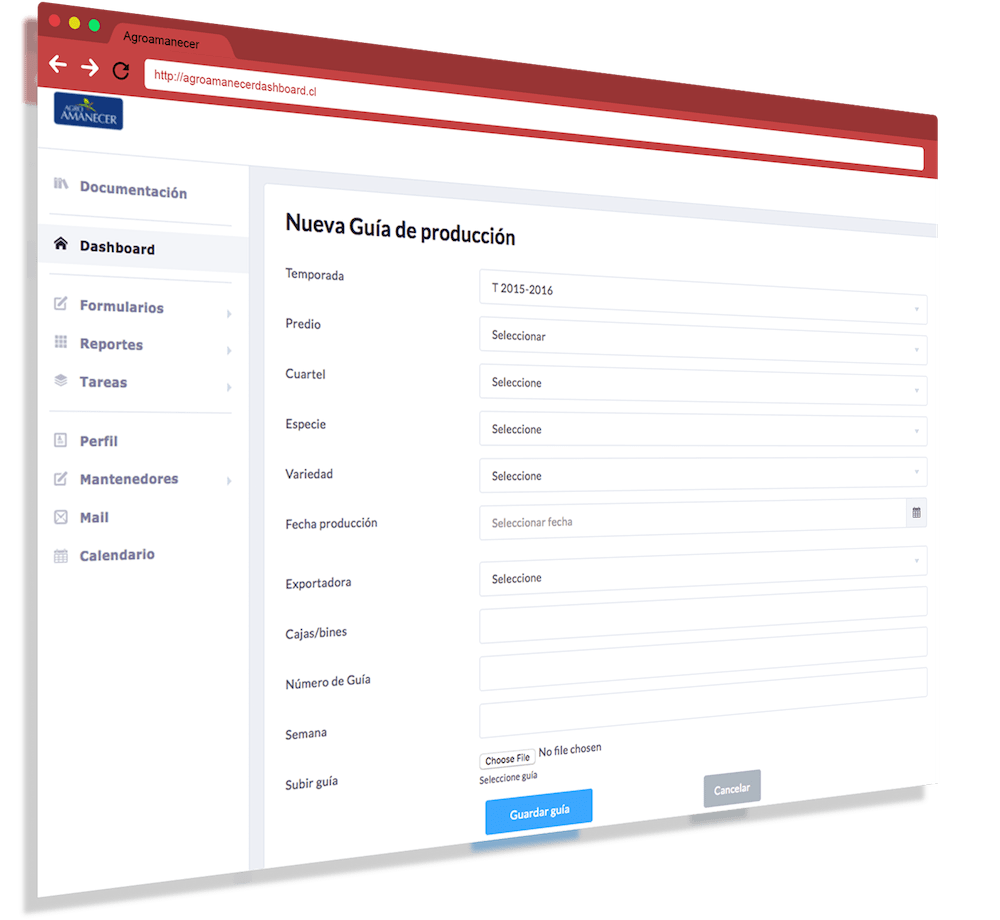 Agroamanecer
http://agroamanecerdashboard.cl
AGRO
AMANECER
Documentación
Dashboard
Formularios
Reportes
Tareas
Perfil
Mantenedores
Mail
Calendario
Nueva Guía de producción
Temporada
T 2015-2016
Predio
Seleccionar
Cuartel
Seleccione
Especie
Seleccione
Variedad
Seleccione
Fecha producción
Seleccionar fecha
Exportadora
Seleccione
Cajas/bines
Número de Guía
Semana
Subir guía
Choose File No file chosen
Seleccione guía
Guardar guía
Cancelar